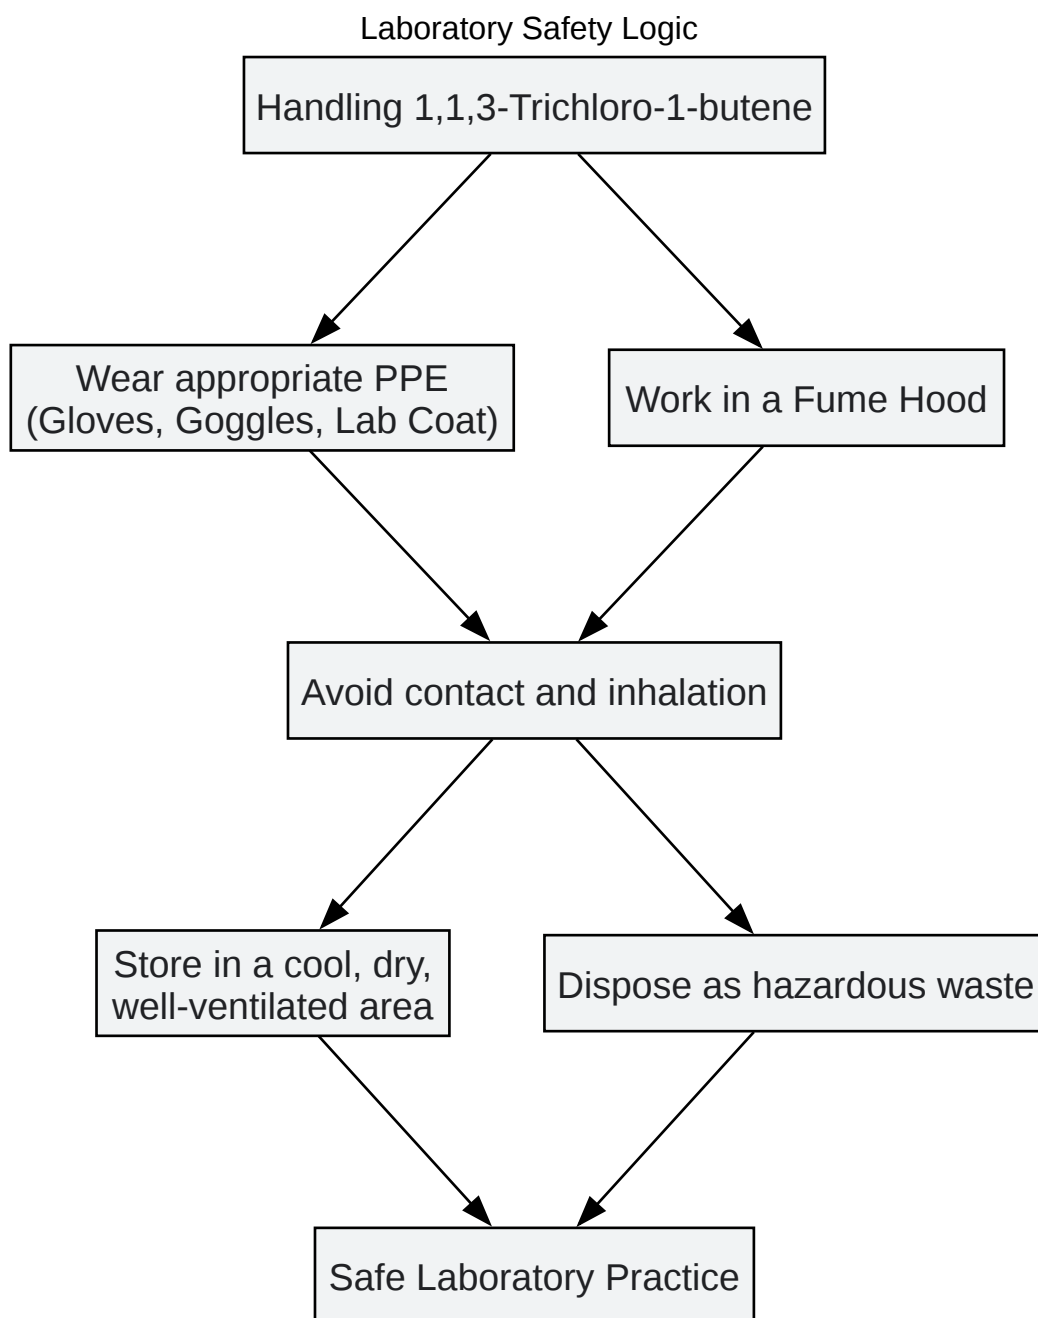 Laboratory Safety Logic
Handling 1,1,3-Trichloro-1-butene
Wear appropriate PPE
(Gloves, Goggles, Lab Coat)
Work in a Fume Hood
Avoid contact and inhalation
Store in a cool, dry,
well-ventilated area
Dispose as hazardous waste
Safe Laboratory Practice